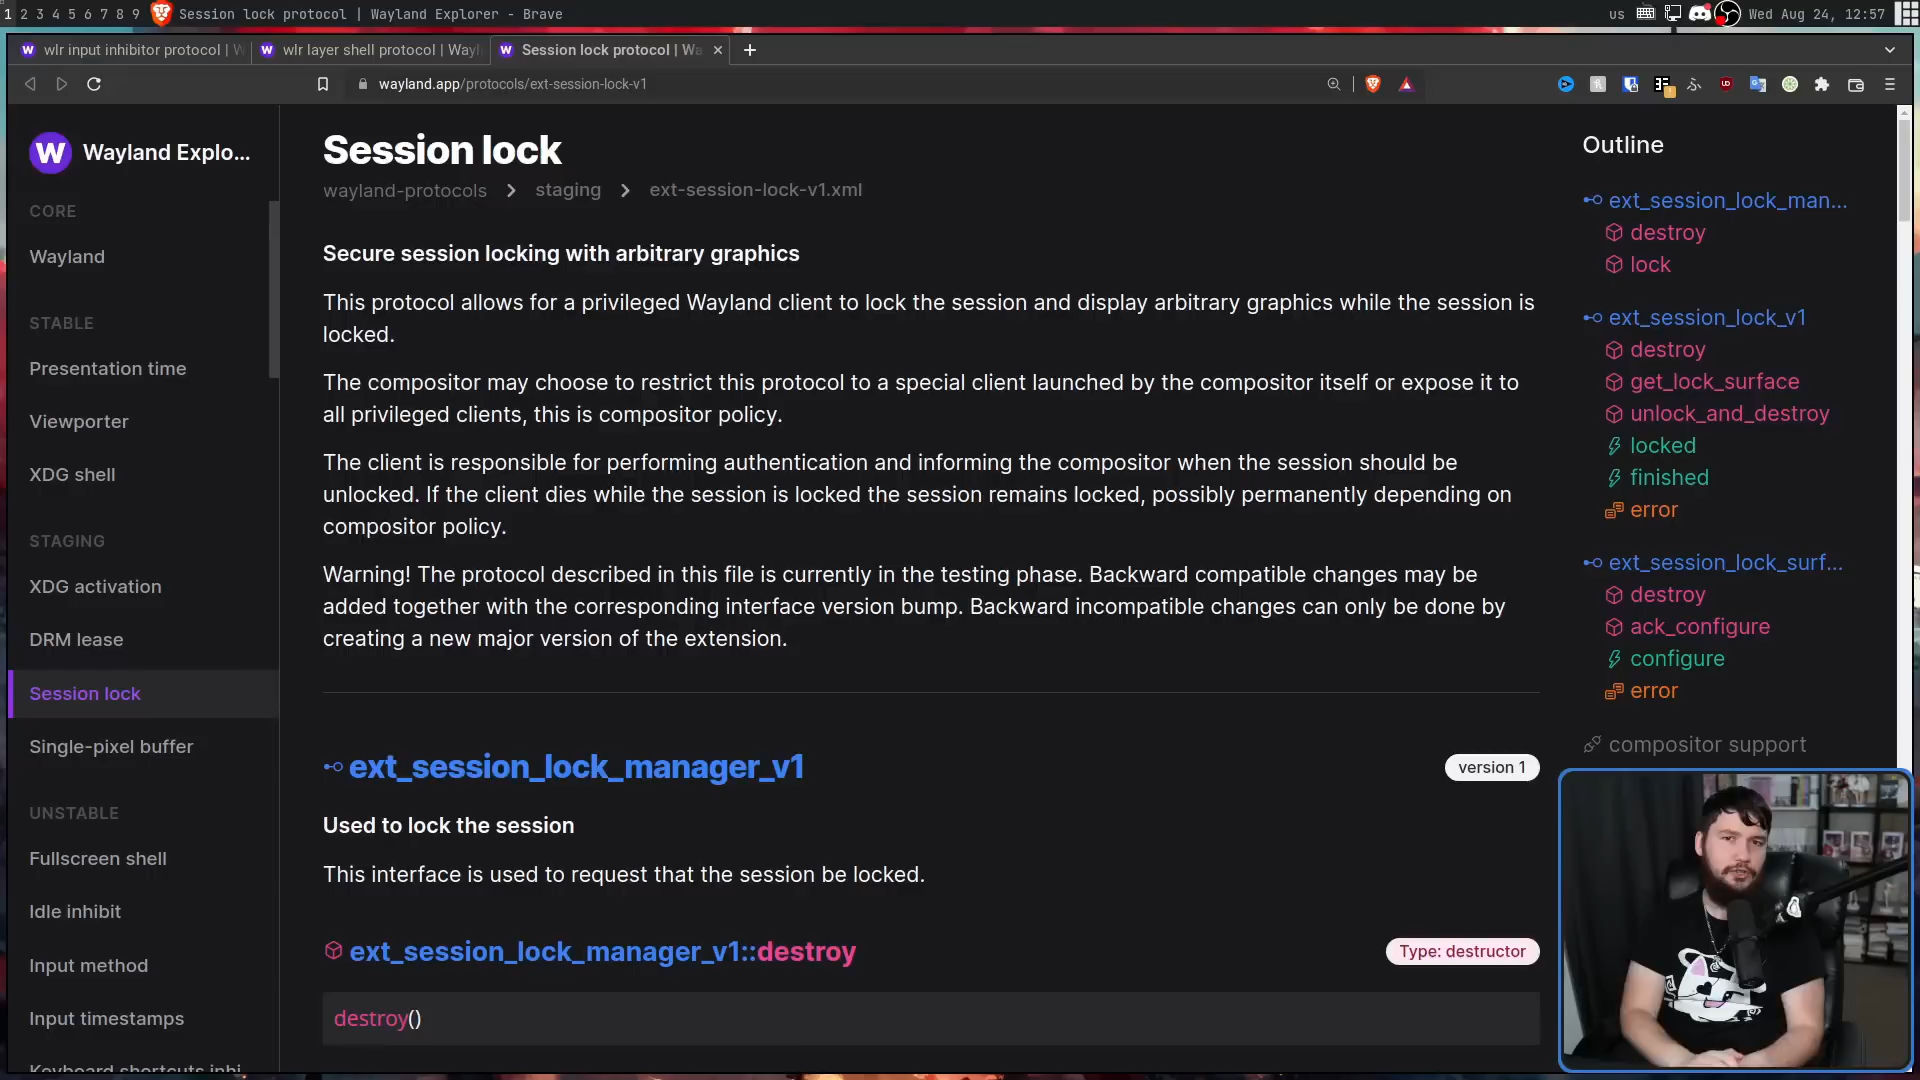 1 2 3 4 5 6 7 8 9 Session lock protocol | Wayland Explorer - Brave
us Wed Aug 24, 12:57
wlr input inhibitor protocol | W
wlr layer shell protocol | Wayl
Session lock protocol | Wa
wayland.app/protocols/ext-session-lock-v1
W Wayland Explo...
CORE
Wayland
STABLE
Presentation time
Viewporter
XDG shell
STAGING
XDG activation
DRM lease
Session lock
Single-pixel buffer
UNSTABLE
Fullscreen shell
Idle inhibit
Input method
Input timestamps
Keyboard shortcuts inhi
Session lock
wayland-protocols > staging > ext-session-lock-v1.xml
Secure session locking with arbitrary graphics
This protocol allows for a privileged Wayland client to lock the session and display arbitrary graphics while the session is
locked.
The compositor may choose to restrict this protocol to a special client launched by the compositor itself or expose it to
all privileged clients, this is compositor policy.
The client is responsible for performing authentication and informing the compositor when the session should be
unlocked. If the client dies while the session is locked the session remains locked, possibly permanently depending on
compositor policy.
Warning! The protocol described in this file is currently in the testing phase. Backward compatible changes may be
added together with the corresponding interface version bump. Backward incompatible changes can only be done by
creating a new major version of the extension.
ext_session_lock_manager_v1
version 1
Used to lock the session
This interface is used to request that the session be locked.
ext_session_lock_manager_v1::destroy
Type: destructor
destroy()
Outline
ext_session_lock_man...
destroy
lock
ext_session_lock_v1
destroy
get_lock_surface
unlock_and_destroy
locked
finished
error
ext_session_lock_surf...
destroy
ack_configure
configure
error
compositor support